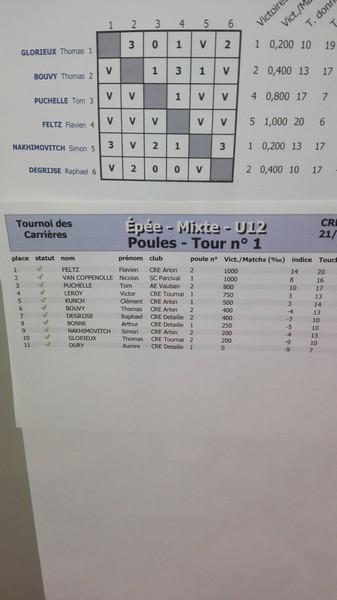 1 2 3 4 5 6 Victoires Vict./M T. donn
GLORIEUX Thomas 1 3 0 1 V 2 1 0,200 10 19
BOUVY Thomas 2 V 1 3 1 V 2 0,400 13 17
PUCHELLE Tom 3 V V 1 V V 4 0,800 17 7
FELTZ Flavien 4 V V V V V 5 1,000 20 6
NAKHIMOVITCH Simon 5 3 V 2 1 3 1 0,200 13 17
DEGRIJSE Raphael 6 V 2 0 0 V 2 0,400 10 17
Tournoi des Carrières
Épée - Mixte - U12
Poules - Tour n° 1
CRE
21/
place statut nom prénom club poule n° Vict./Matchs (‰) indice Touch
1 FELTZ Flavien CRE Arlon 2 1000 14 20
2 VAN COPPENOLLE Nicolas SC Parcival 1 1000 8 16
3 PUCHELLE Tom AE Vauban 2 800 10 17
4 LEROY Victor CRE Tournai 1 750 3 13
5 KUNCH Clément CRE Arlon 1 500 3 14
6 BOUVY Thomas CRE Arlon 2 400 -4 13
7 DEGRIJSE Raphael CRE Detaille 2 400 -7 10
8 BONNE Arthur CRE Detaille 1 250 -5 10
9 NAKHIMOVITCH Simon CRE Arlon 2 200 -4 13
10 GLORIEUX Thomas CRE Tournai 2 200 -9 10
11 DURY Aurore CRE Detaille 1 0 -9 7